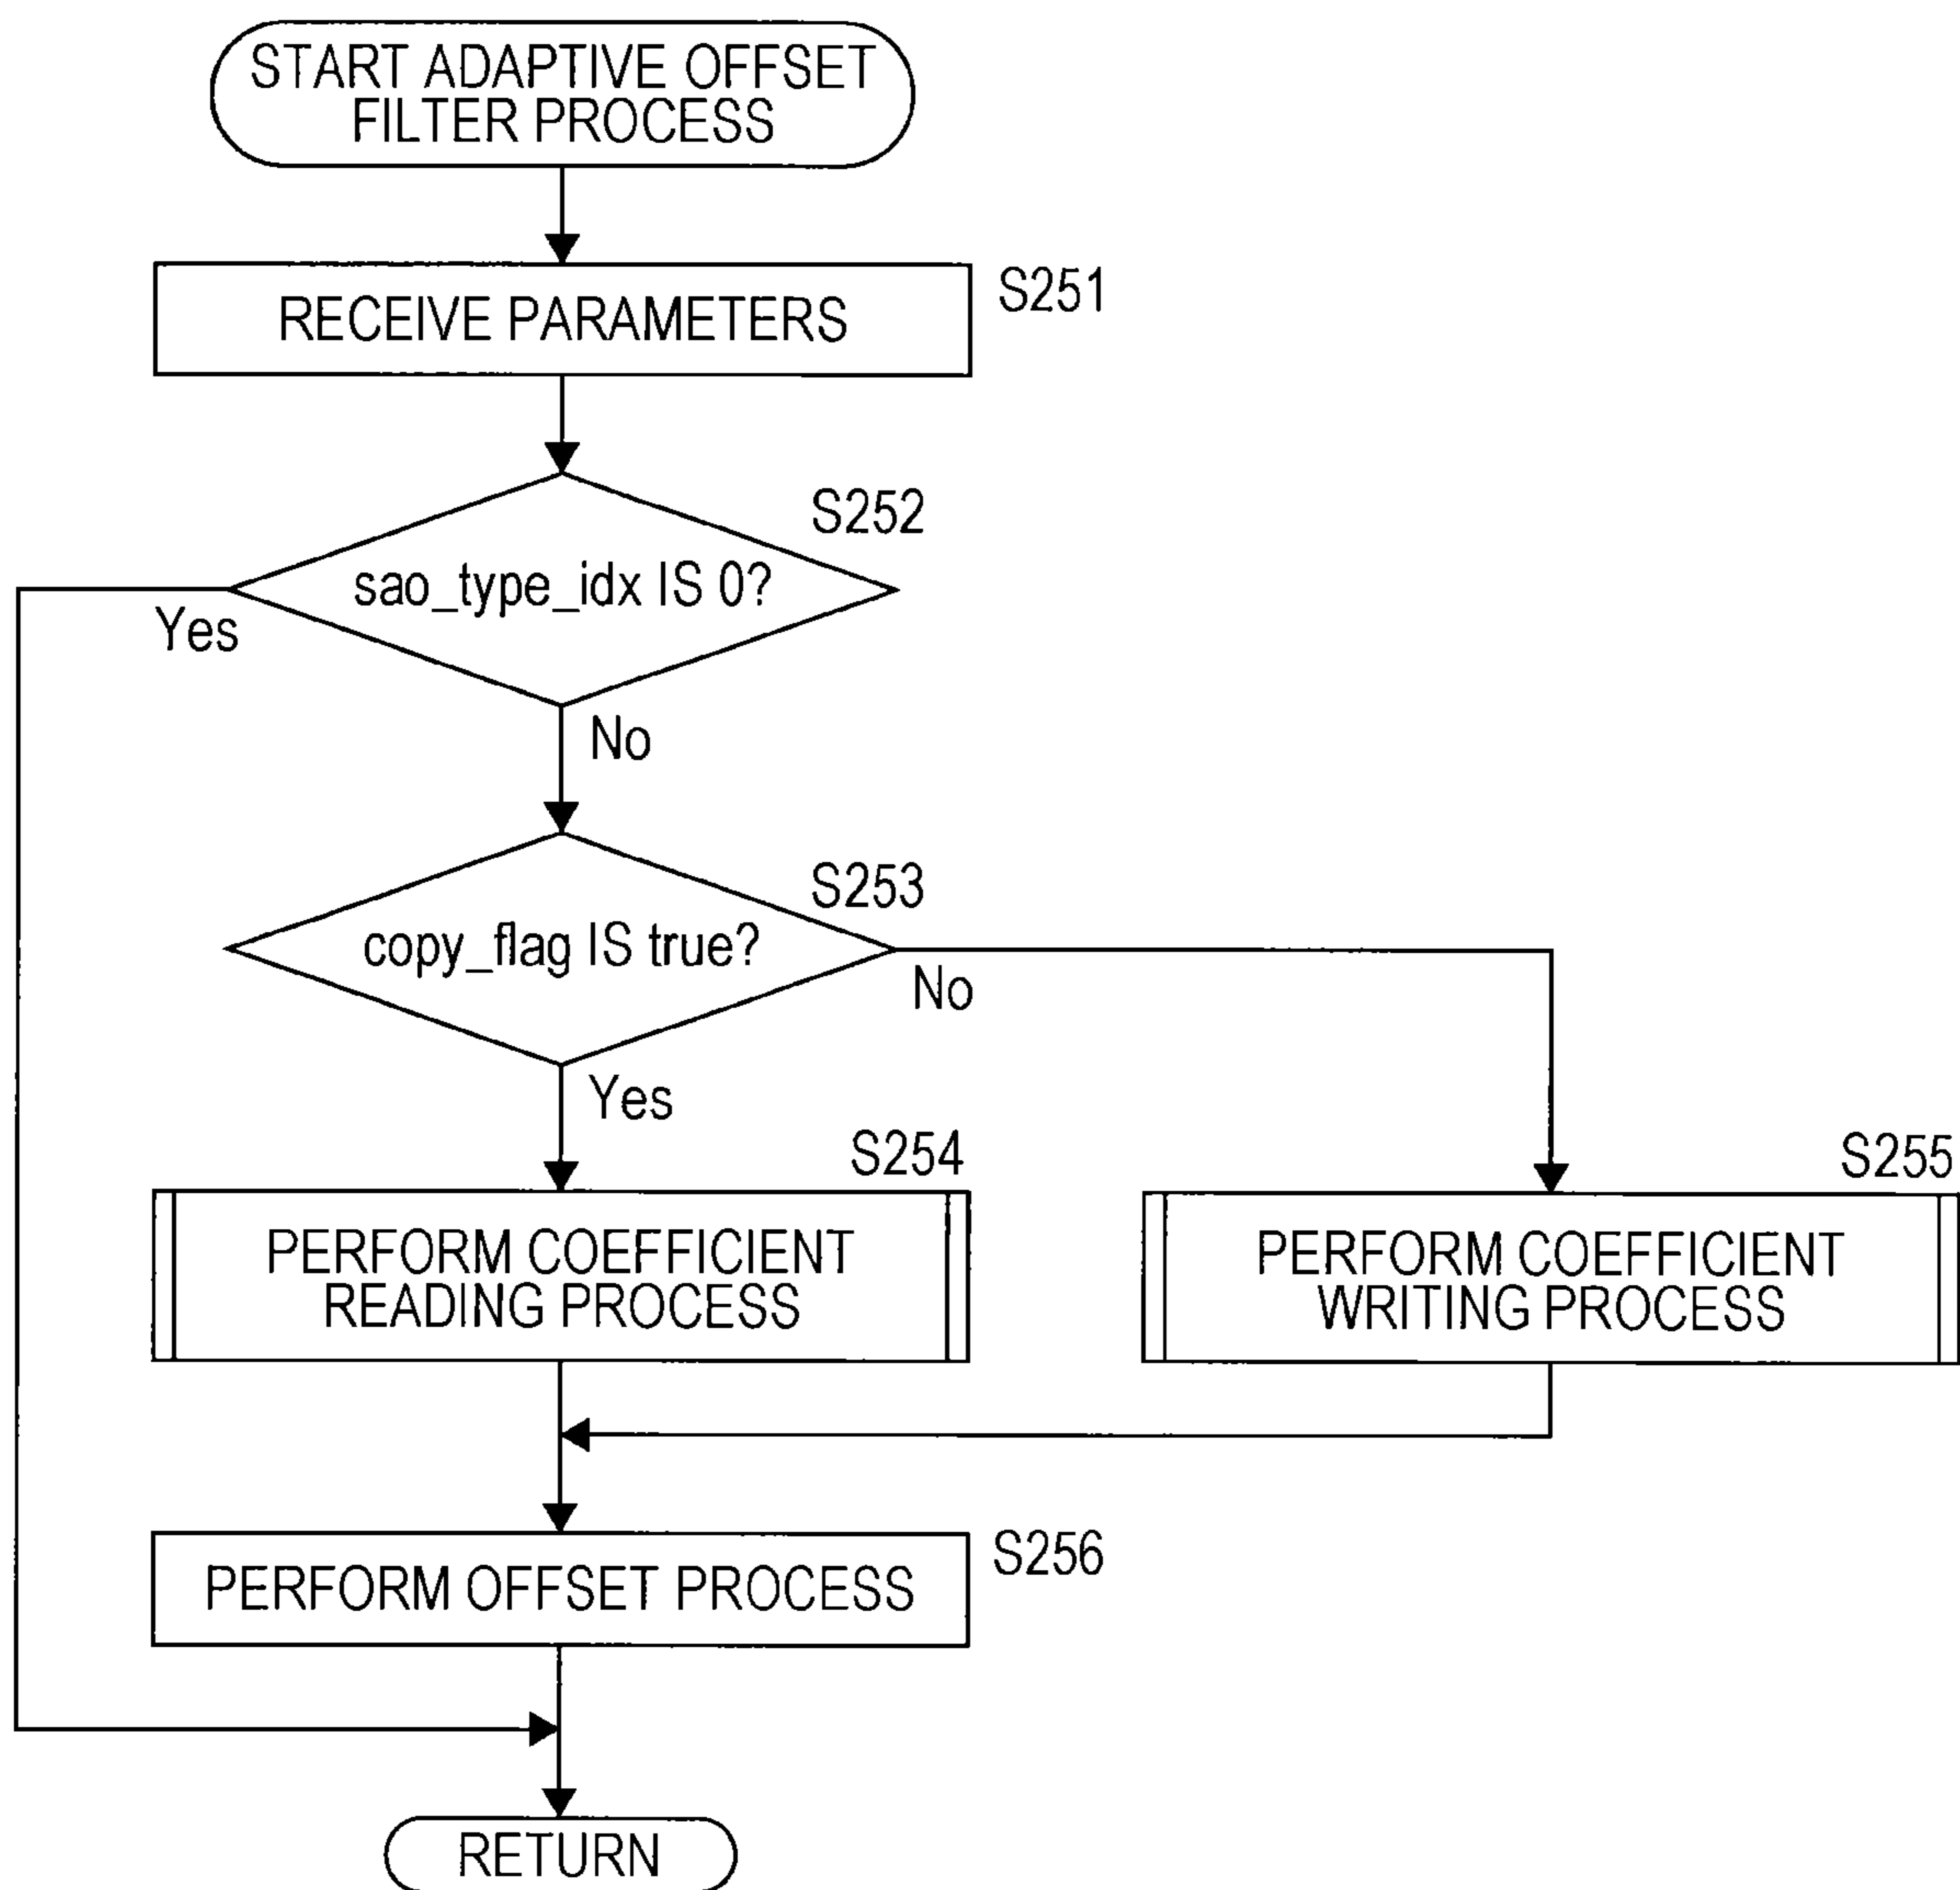 START ADAPTIVE OFFSET
FILTER PROCESS
RECEIVE PARAMETERS
S251
S252
sao_type_idx IS 0?
Yes
No
S253
copy_flag IS true?
No
Yes
S254
PERFORM COEFFICIENT
READING PROCESS
S255
PERFORM COEFFICIENT
WRITING PROCESS
PERFORM OFFSET PROCESS
S256
RETURN